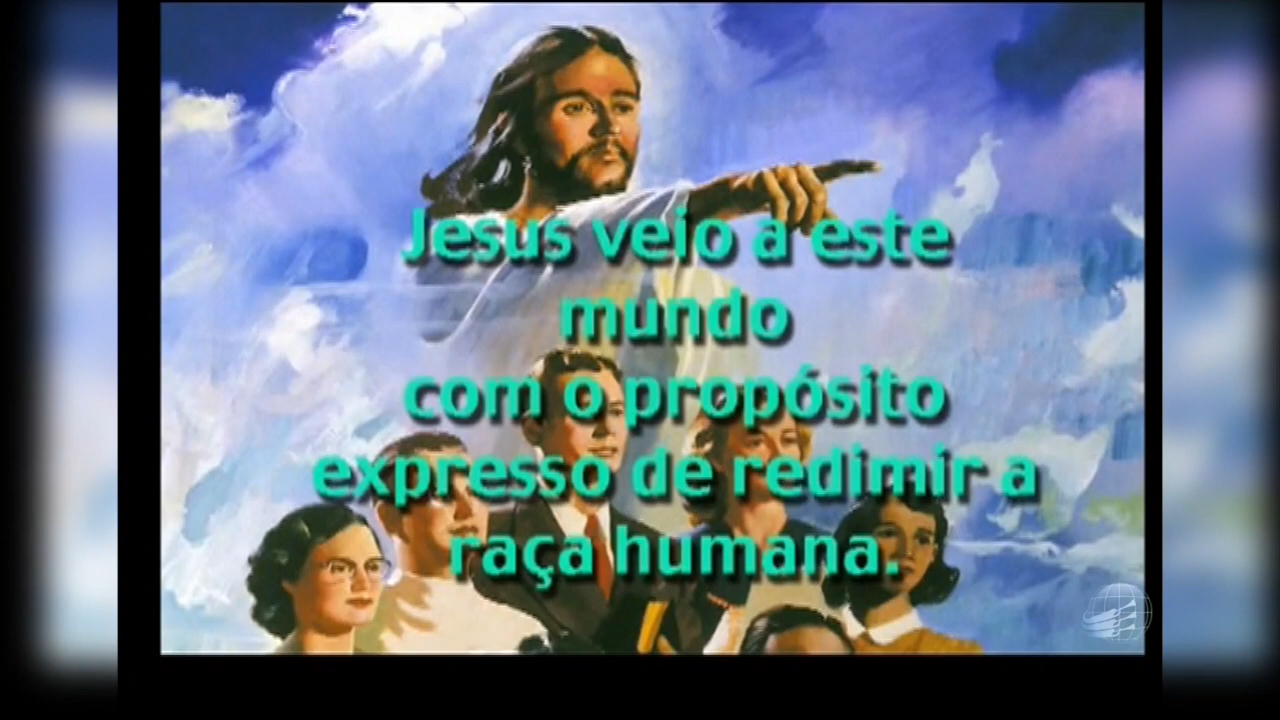 Jesus veio a este
mundo
com o propósito
expresso de redimir a
raça humana.